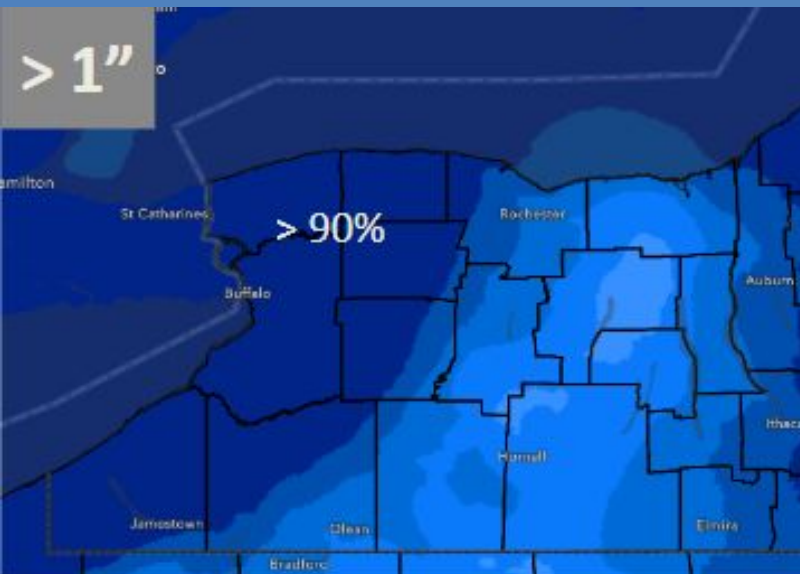 > 1”
o
amilton
St Catharines
> 90%
Rochester
Buffalo
Auburn
Ithaca
Hornell
Jamestown
Olean
Elmira
Bradford